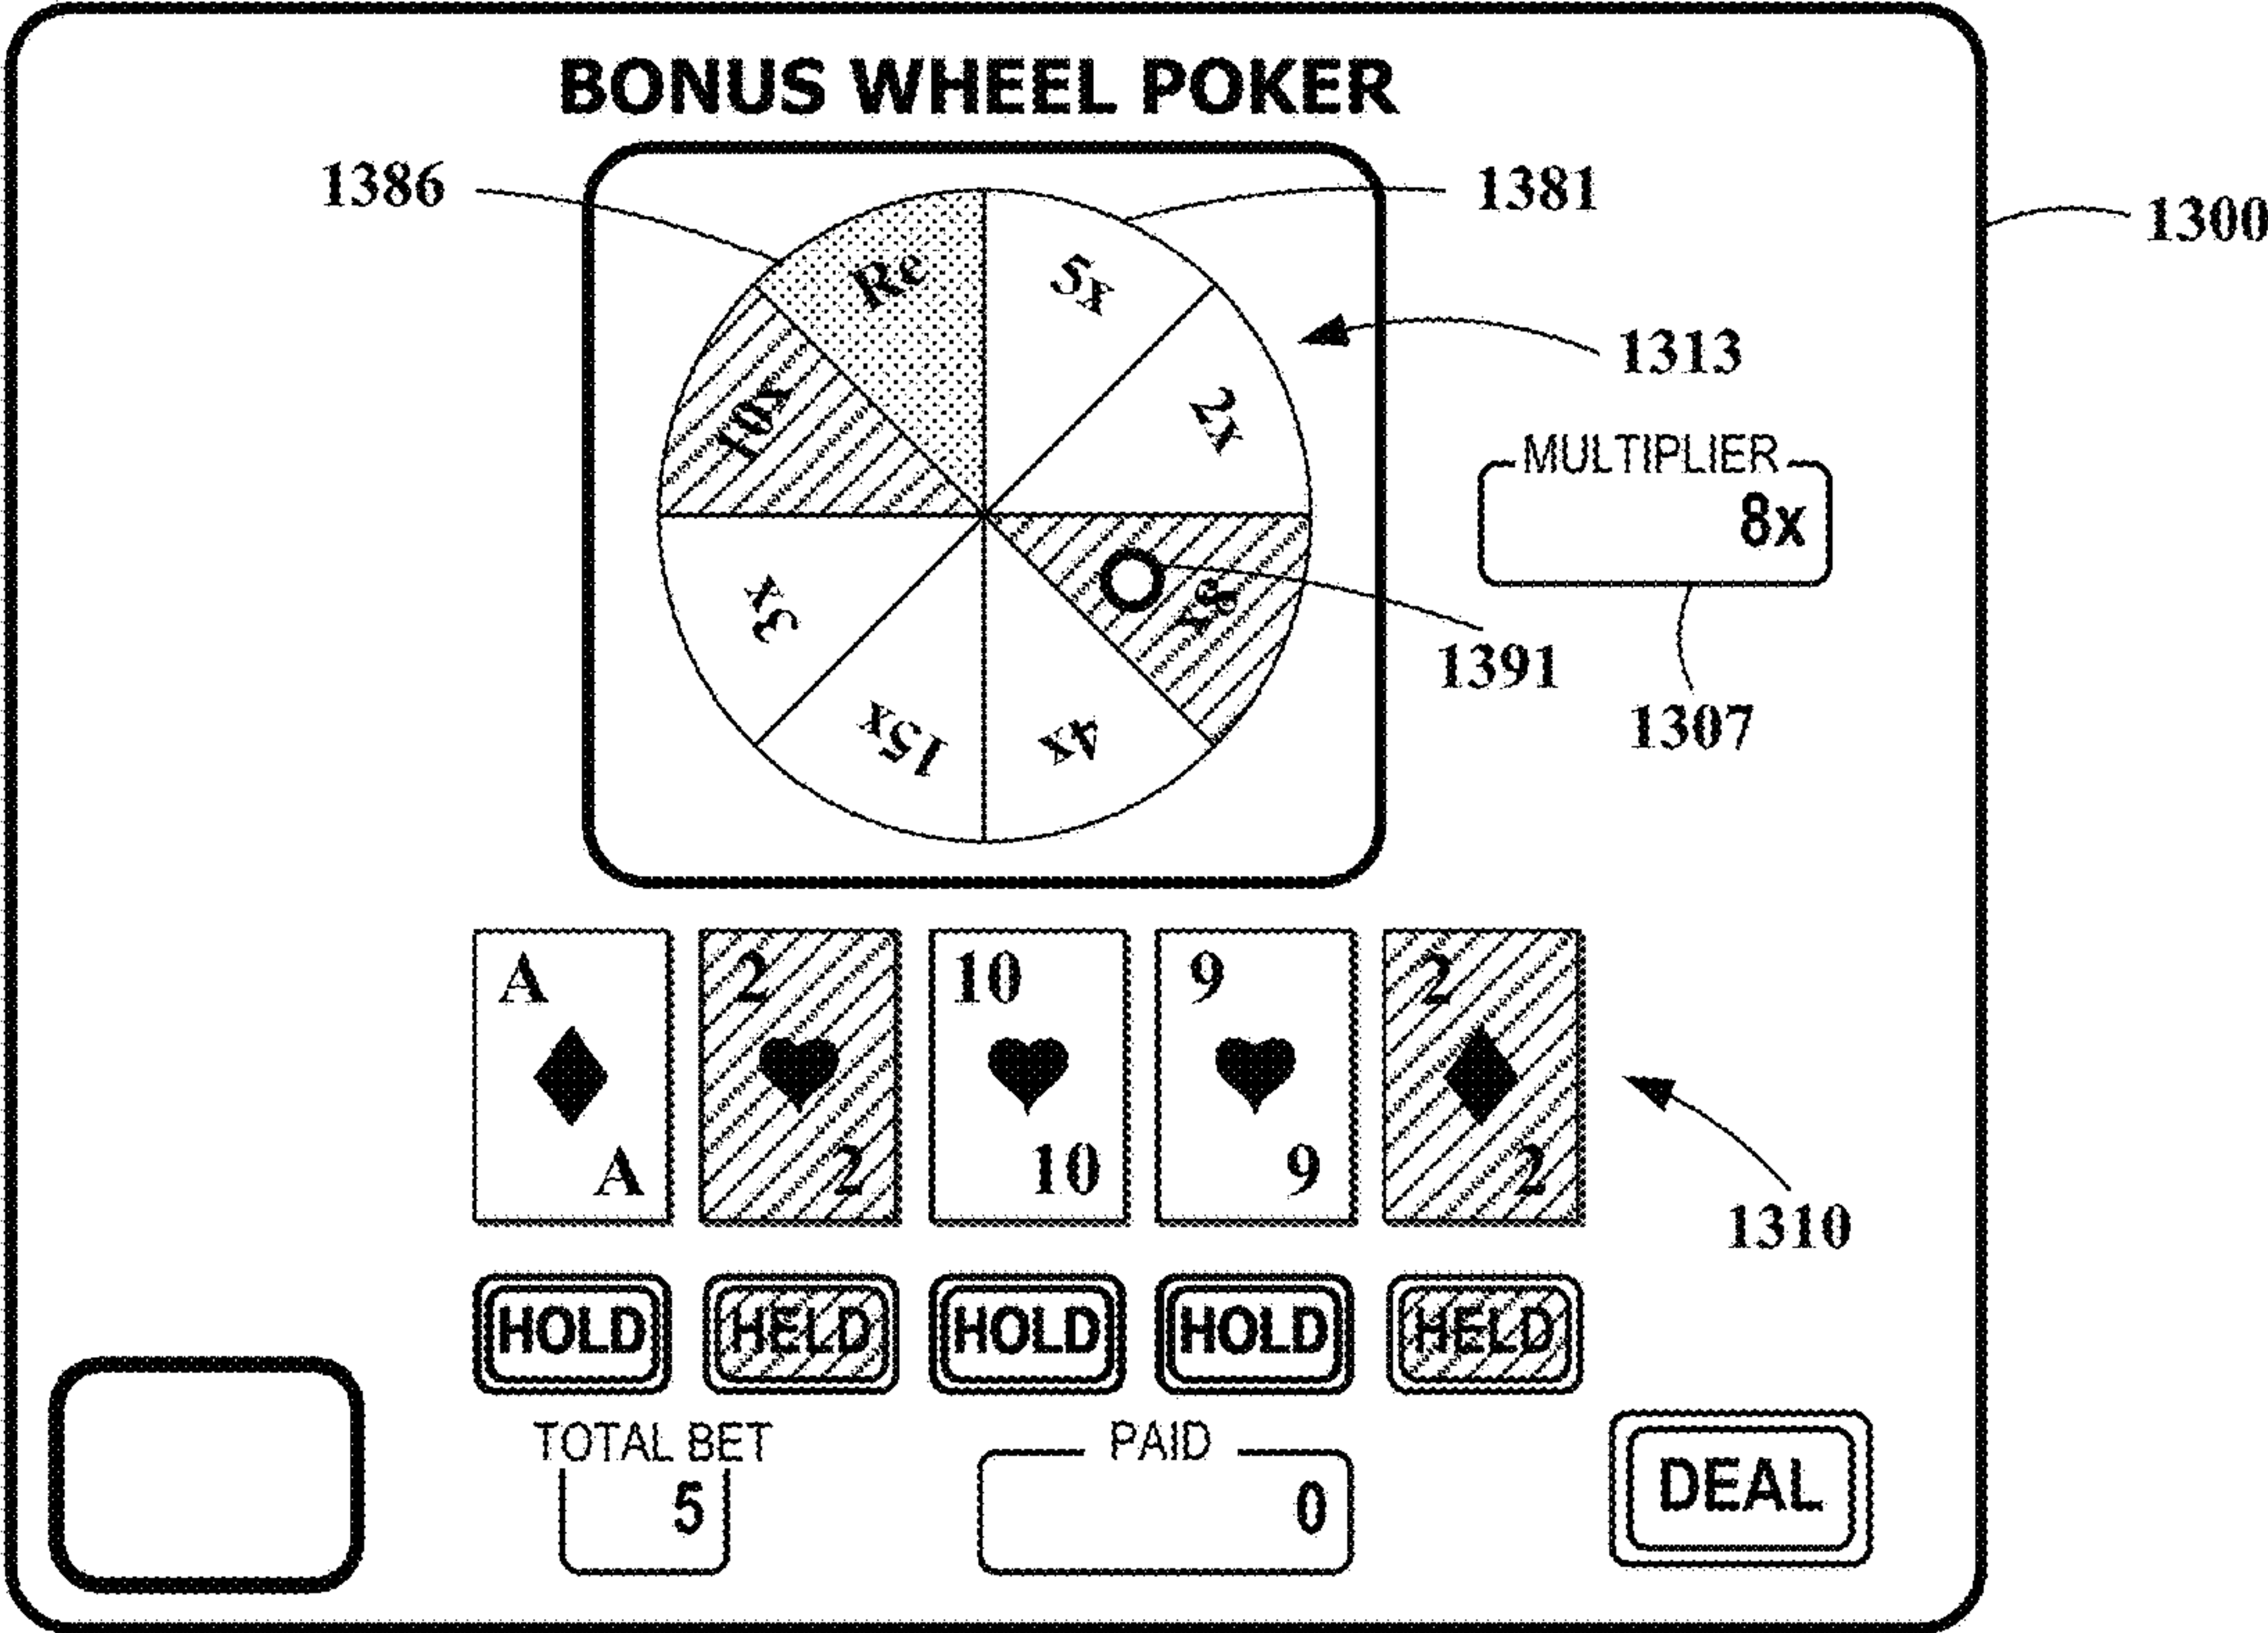 BONUS WHEEL POKER
1386
1381
1300
Re
5x
1313
10x
2x
MULTIPLIER
8x
3x
8x
1391
1307
15x
4x
A
2
10
9
2
A
2
10
9
2
1310
HOLD
HELD
HOLD
HOLD
HELD
TOTAL BET
PAID
5
0
DEAL